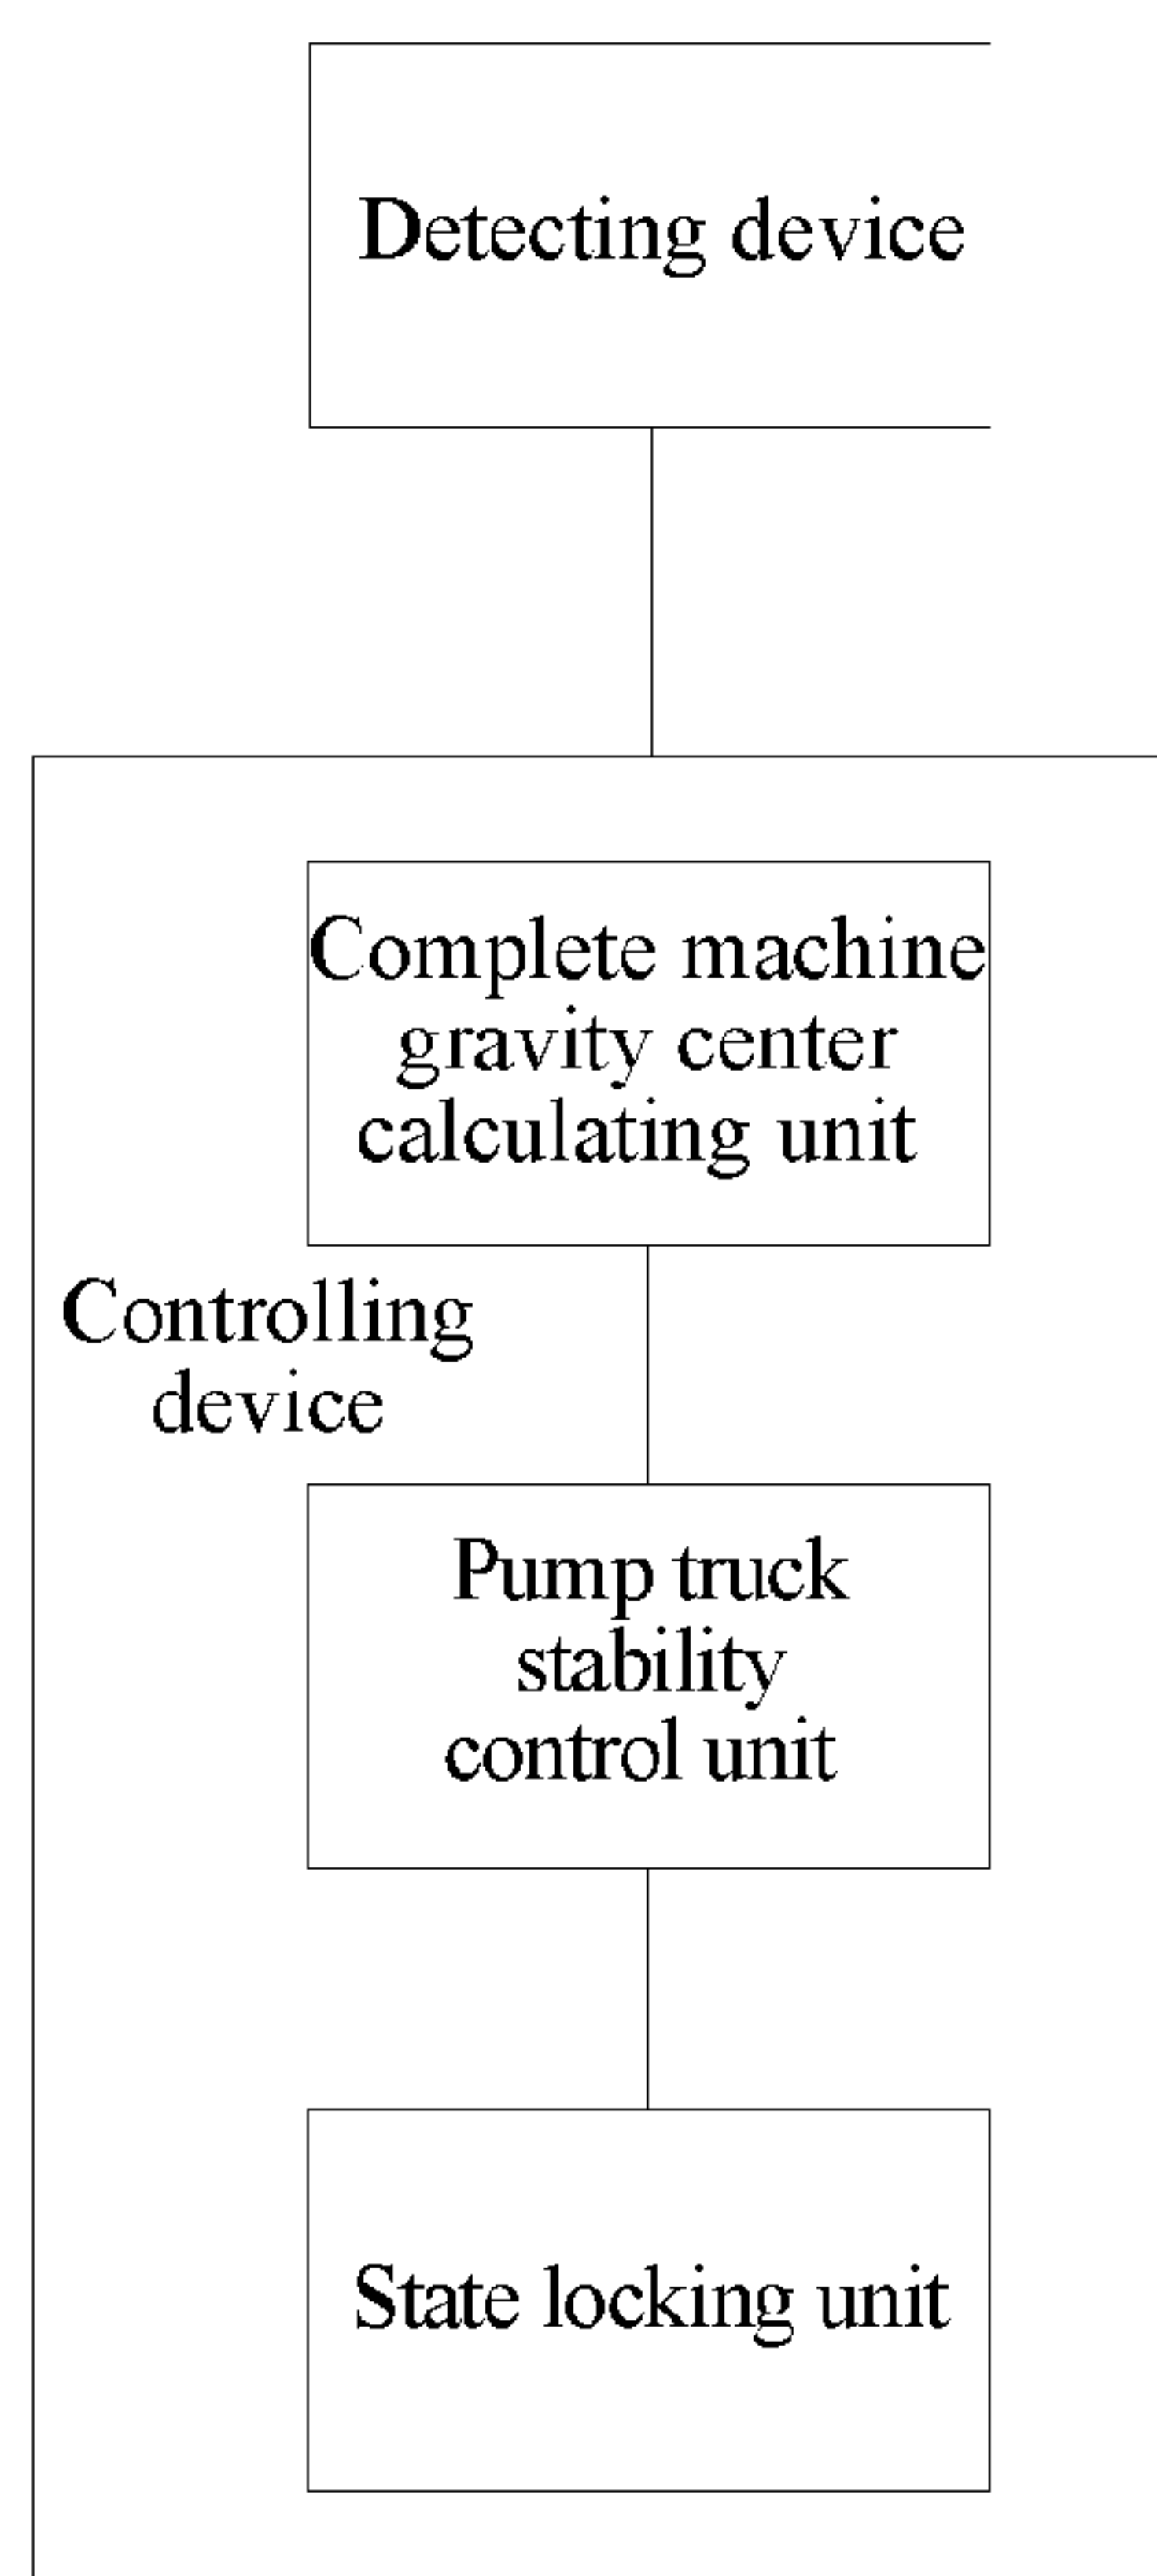 Detecting device
Complete machine
gravity center
calculating unit
Controlling
device
Pump truck
stability
control unit
State locking unit